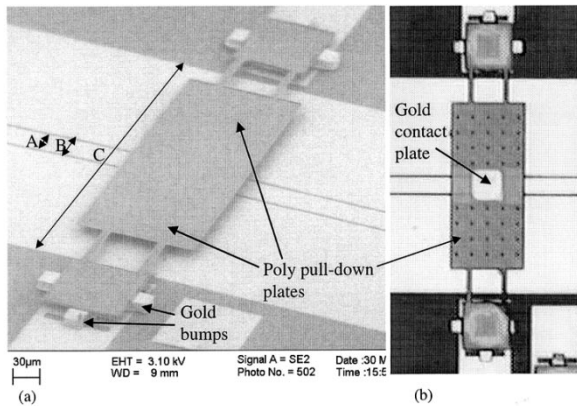 A
B
C
Gold
contact
plate
Poly pull-down
plates
Gold
bumps
30µm
EHT = 3.10 kV
WD = 9 mm
Signal A = SE2
Photo No. = 502
Date :30 M
Time :15:5
(a)
(b)